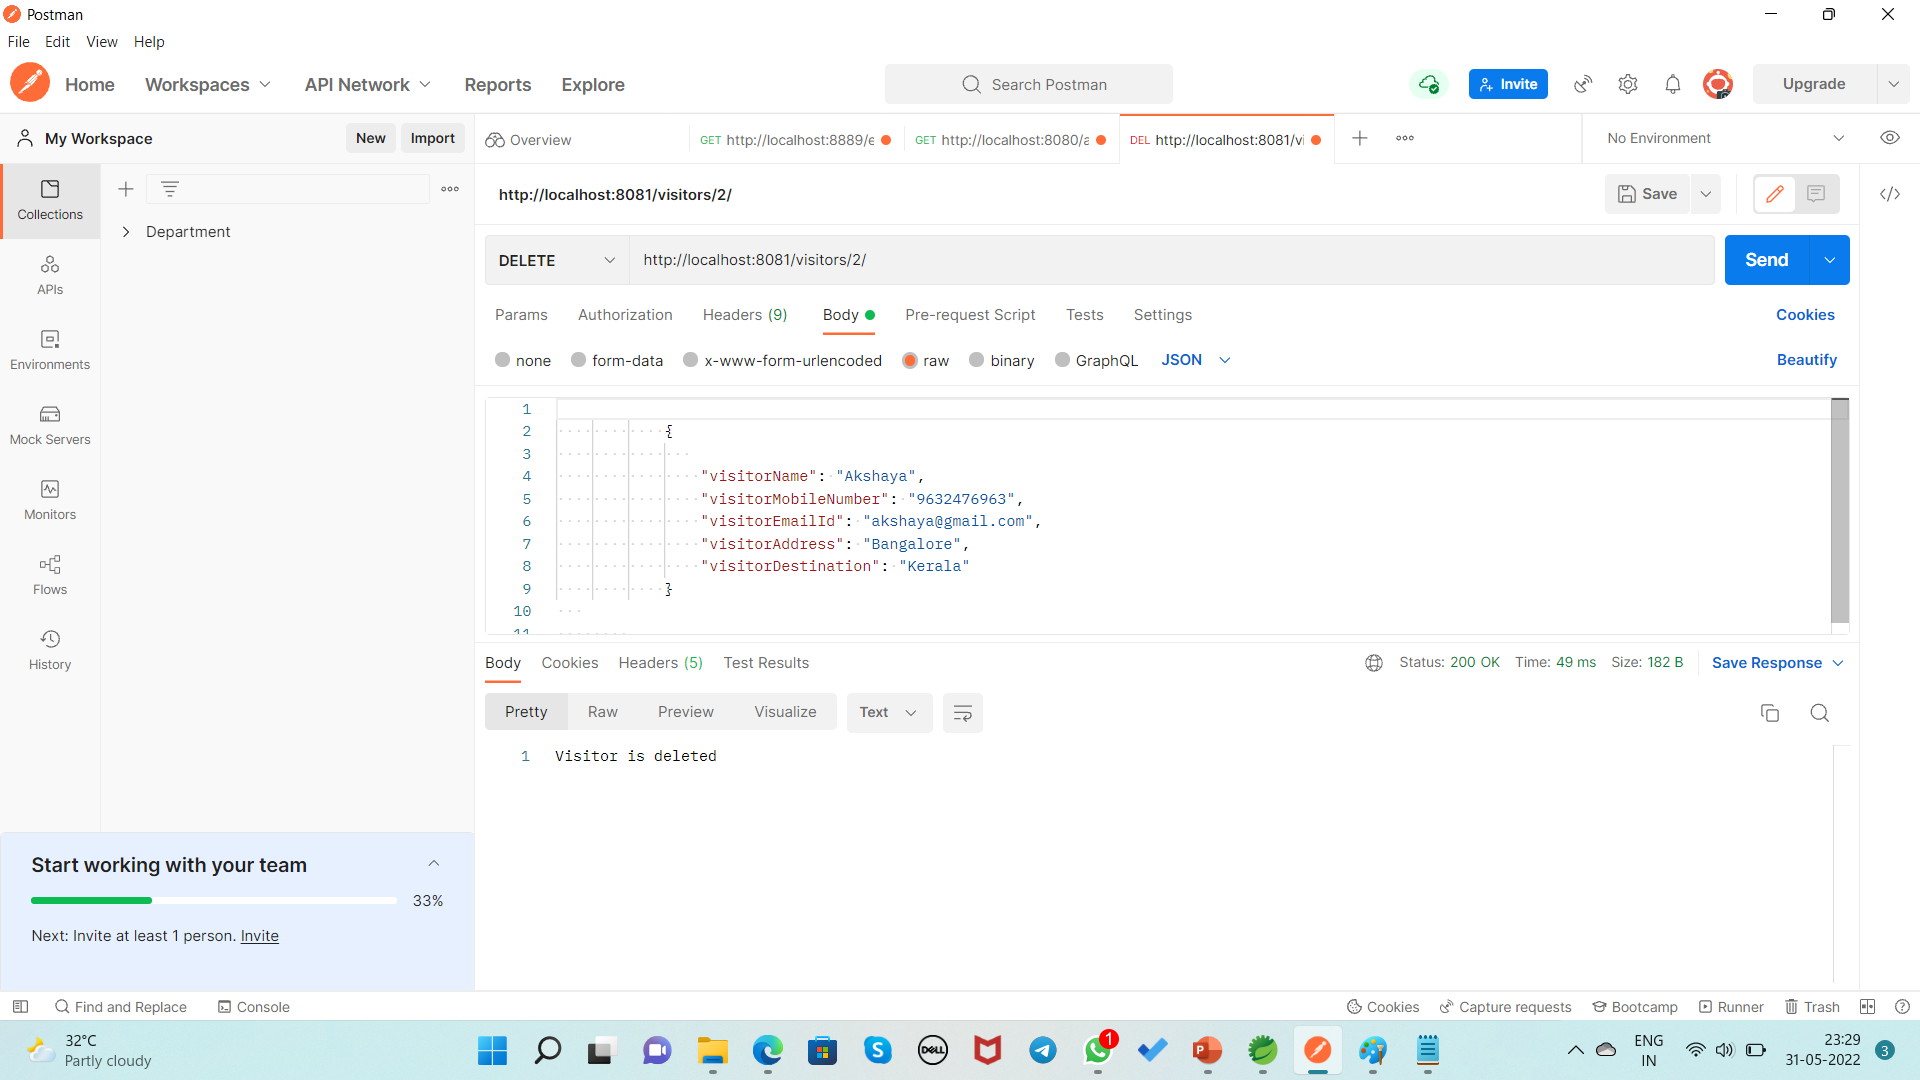 Postman
File Edit View Help
Home Workspaces API Network Reports Explore Search Postman Invite Upgrade
My Workspace New Import Overview GET http://localhost:8889/e GET http://localhost:8080/a DEL http://localhost:8081/vi No Environment
Collections
Department
APIs
Environments
Mock Servers
Monitors
Flows
History
http://localhost:8081/visitors/2/ Save
DELETE http://localhost:8081/visitors/2/ Send
Params Authorization Headers (9) Body Pre-request Script Tests Settings Cookies
none form-data x-www-form-urlencoded raw binary GraphQL JSON Beautify
1
2 {
3
4 "visitorName": "Akshaya",
5 "visitorMobileNumber": "9632476963",
6 "visitorEmailId": "akshaya@gmail.com",
7 "visitorAddress": "Bangalore",
8 "visitorDestination": "Kerala"
9 }
10
11
Body Cookies Headers (5) Test Results Status: 200 OK Time: 49 ms Size: 182 B Save Response
Pretty Raw Preview Visualize Text
1 Visitor is deleted
Start working with your team
33%
Next: Invite at least 1 person. Invite
Find and Replace Console Cookies Capture requests Bootcamp Runner Trash
32°C
Partly cloudy
DELL
1
ENG
IN
23:29
31-05-2022
3